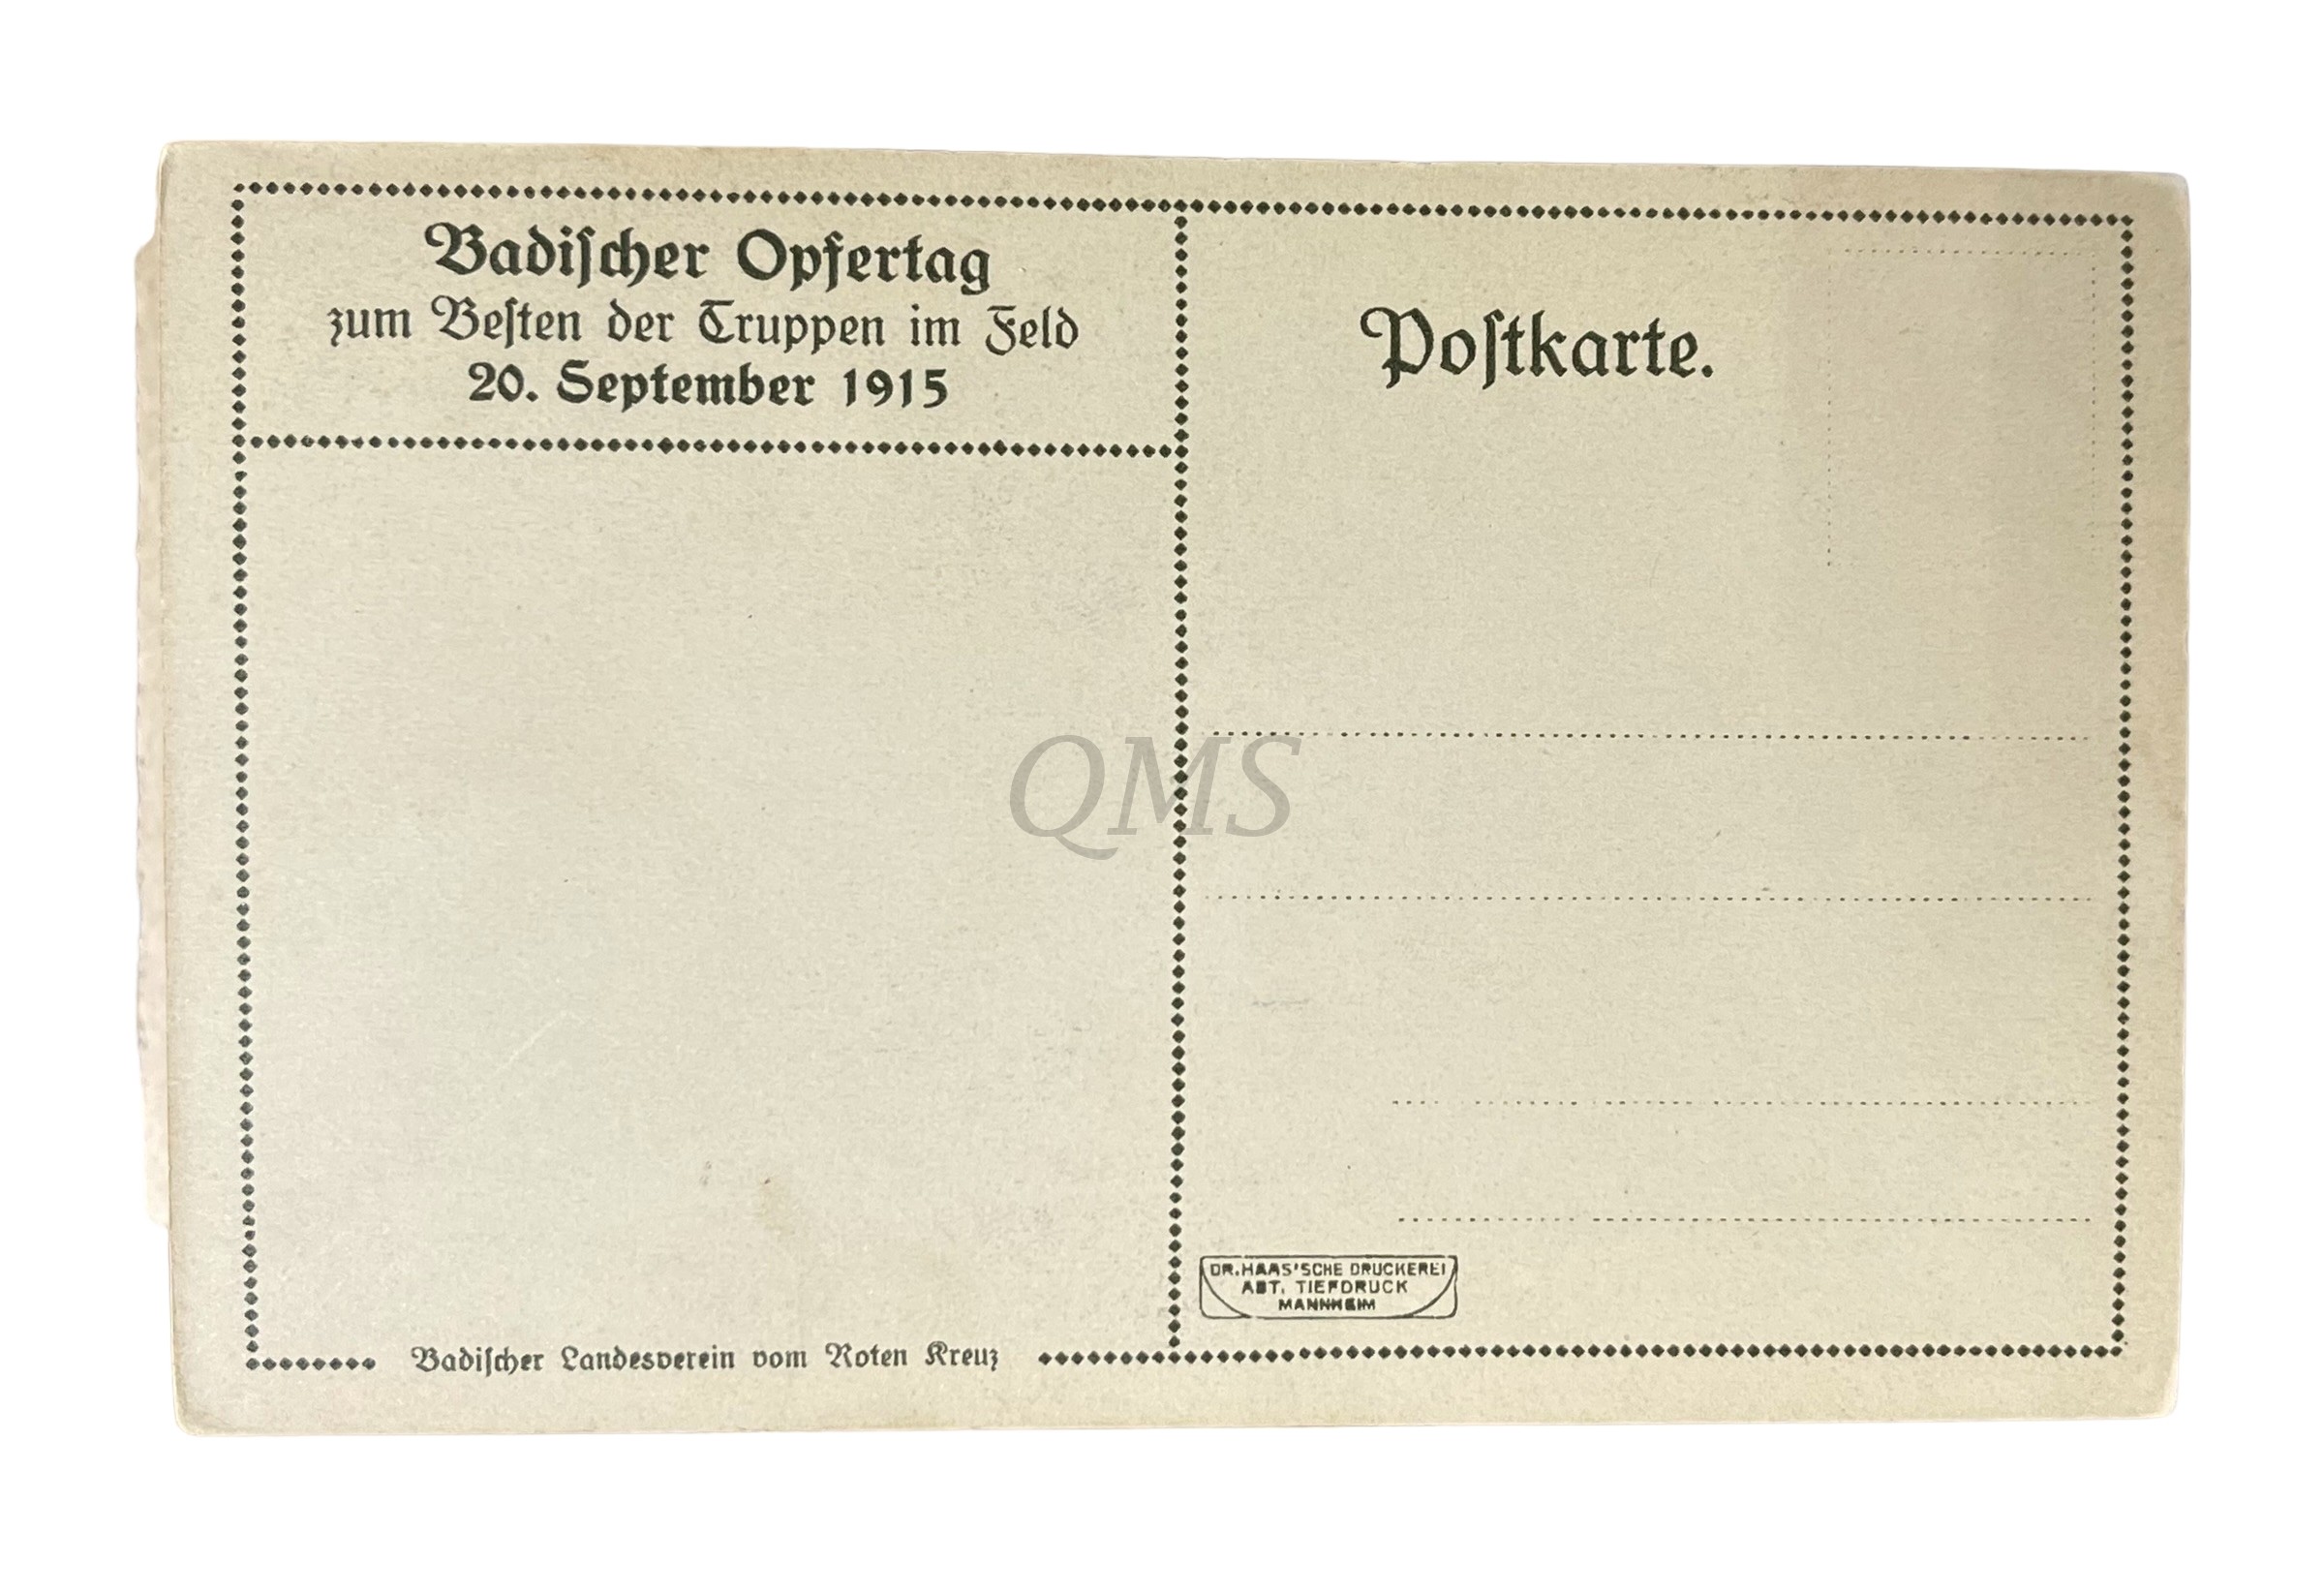 Badiſcher Opfertag
zum Beſten der Truppen im Feld
20. September 1915
Poſtkarte.
QMS
DR. HAAS'SCHE DRUCKEREI
ABT. TIEFDRUCK
MANNHEIM
Badiſcher Landesverein vom Roten Kreuz